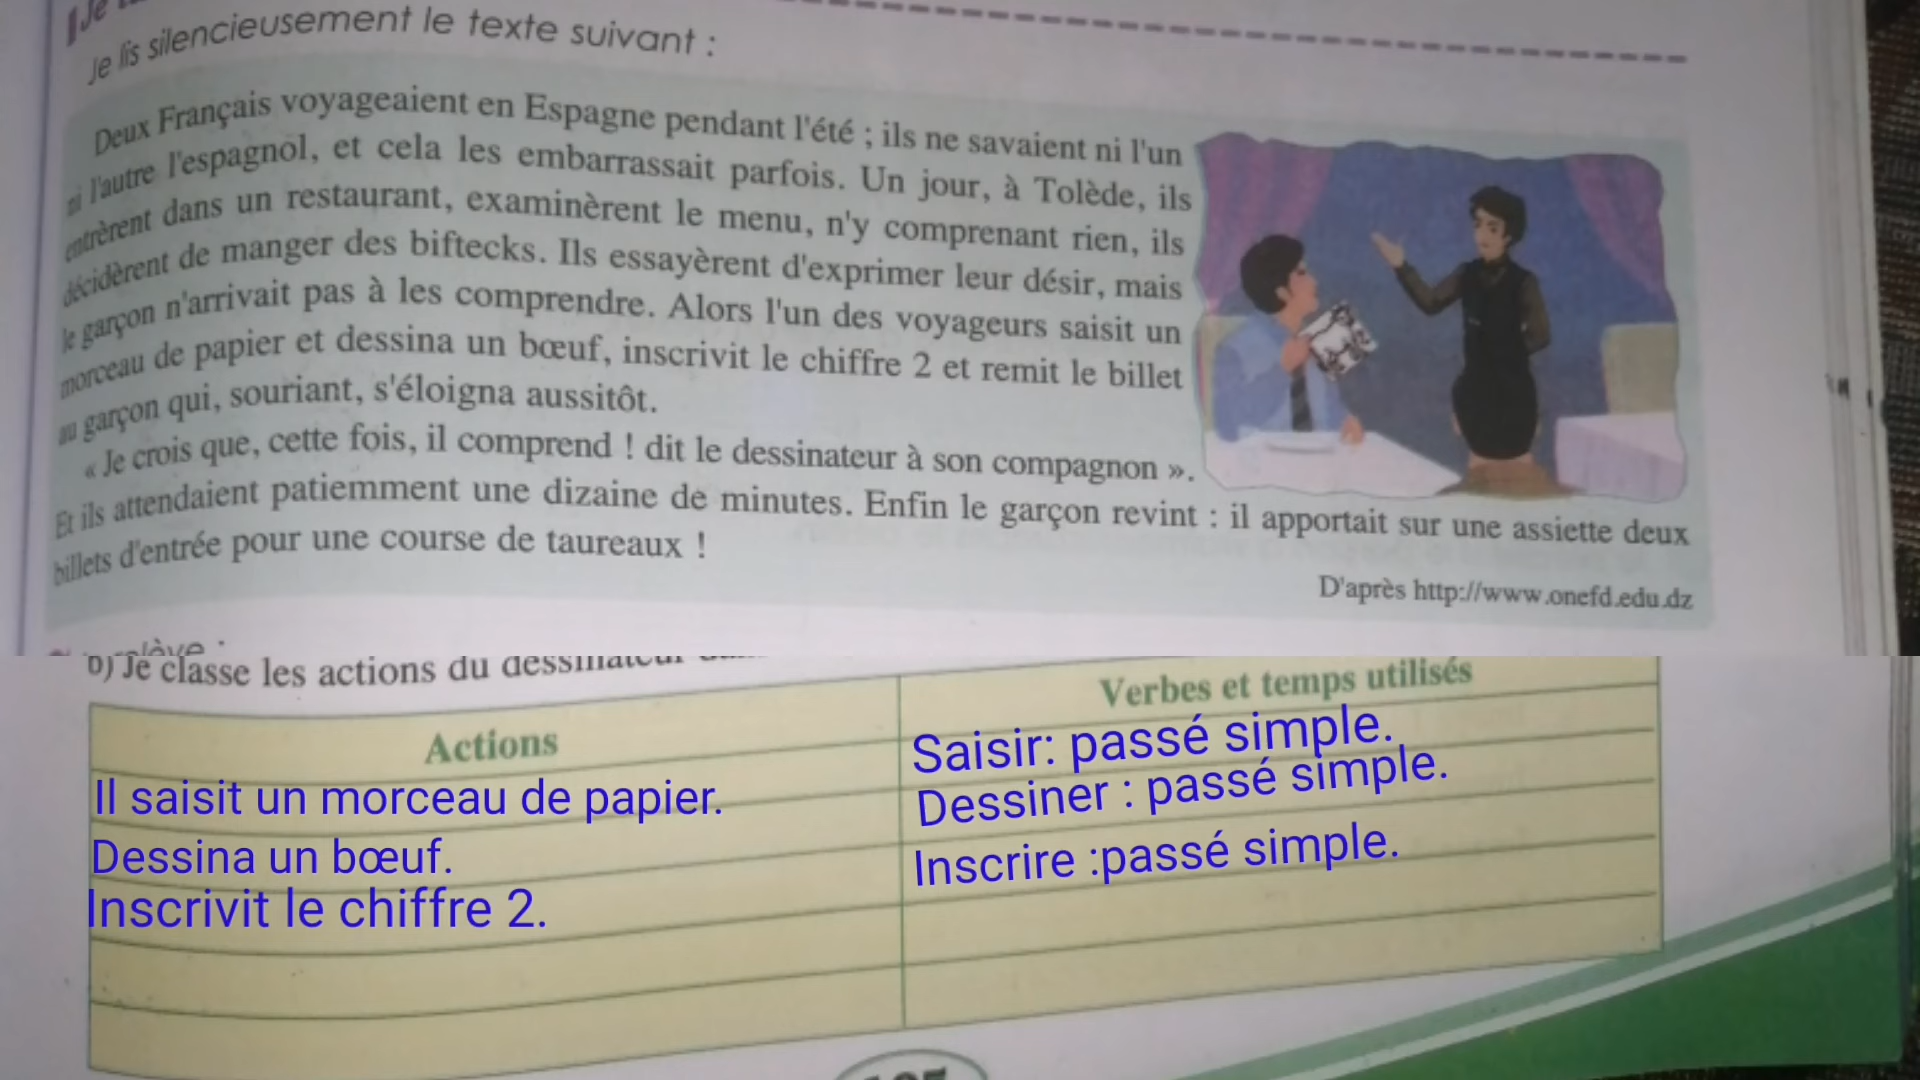 Je
Je lis silencieusement le texte suivant :
Deux Français voyageaient en Espagne pendant l'été ; ils ne savaient ni l'un
ni l'autre l'espagnol, et cela les embarrassait parfois. Un jour, à Tolède, ils
entrèrent dans un restaurant, examinèrent le menu, n'y comprenant rien, ils
décidèrent de manger des biftecks. Ils essayèrent d'exprimer leur désir, mais
le garçon n'arrivait pas à les comprendre. Alors l'un des voyageurs saisit un
morceau de papier et dessina un bœuf, inscrivit le chiffre 2 et remit le billet
au garçon qui, souriant, s'éloigna aussitôt.
« Je crois que, cette fois, il comprend ! dit le dessinateur à son compagnon ».
Et ils attendaient patiemment une dizaine de minutes. Enfin le garçon revint : il apportait sur une assiette deux
billets d'entrée pour une course de taureaux !
D'après http://www.onefd.edu.dz
b) Je classe les actions du dessinateur
Actions
Verbes et temps utilisés
Il saisit un morceau de papier.
Saisir: passé simple.
Dessina un bœuf.
Dessiner : passé simple.
Inscrivit le chiffre 2.
Inscrire :passé simple.